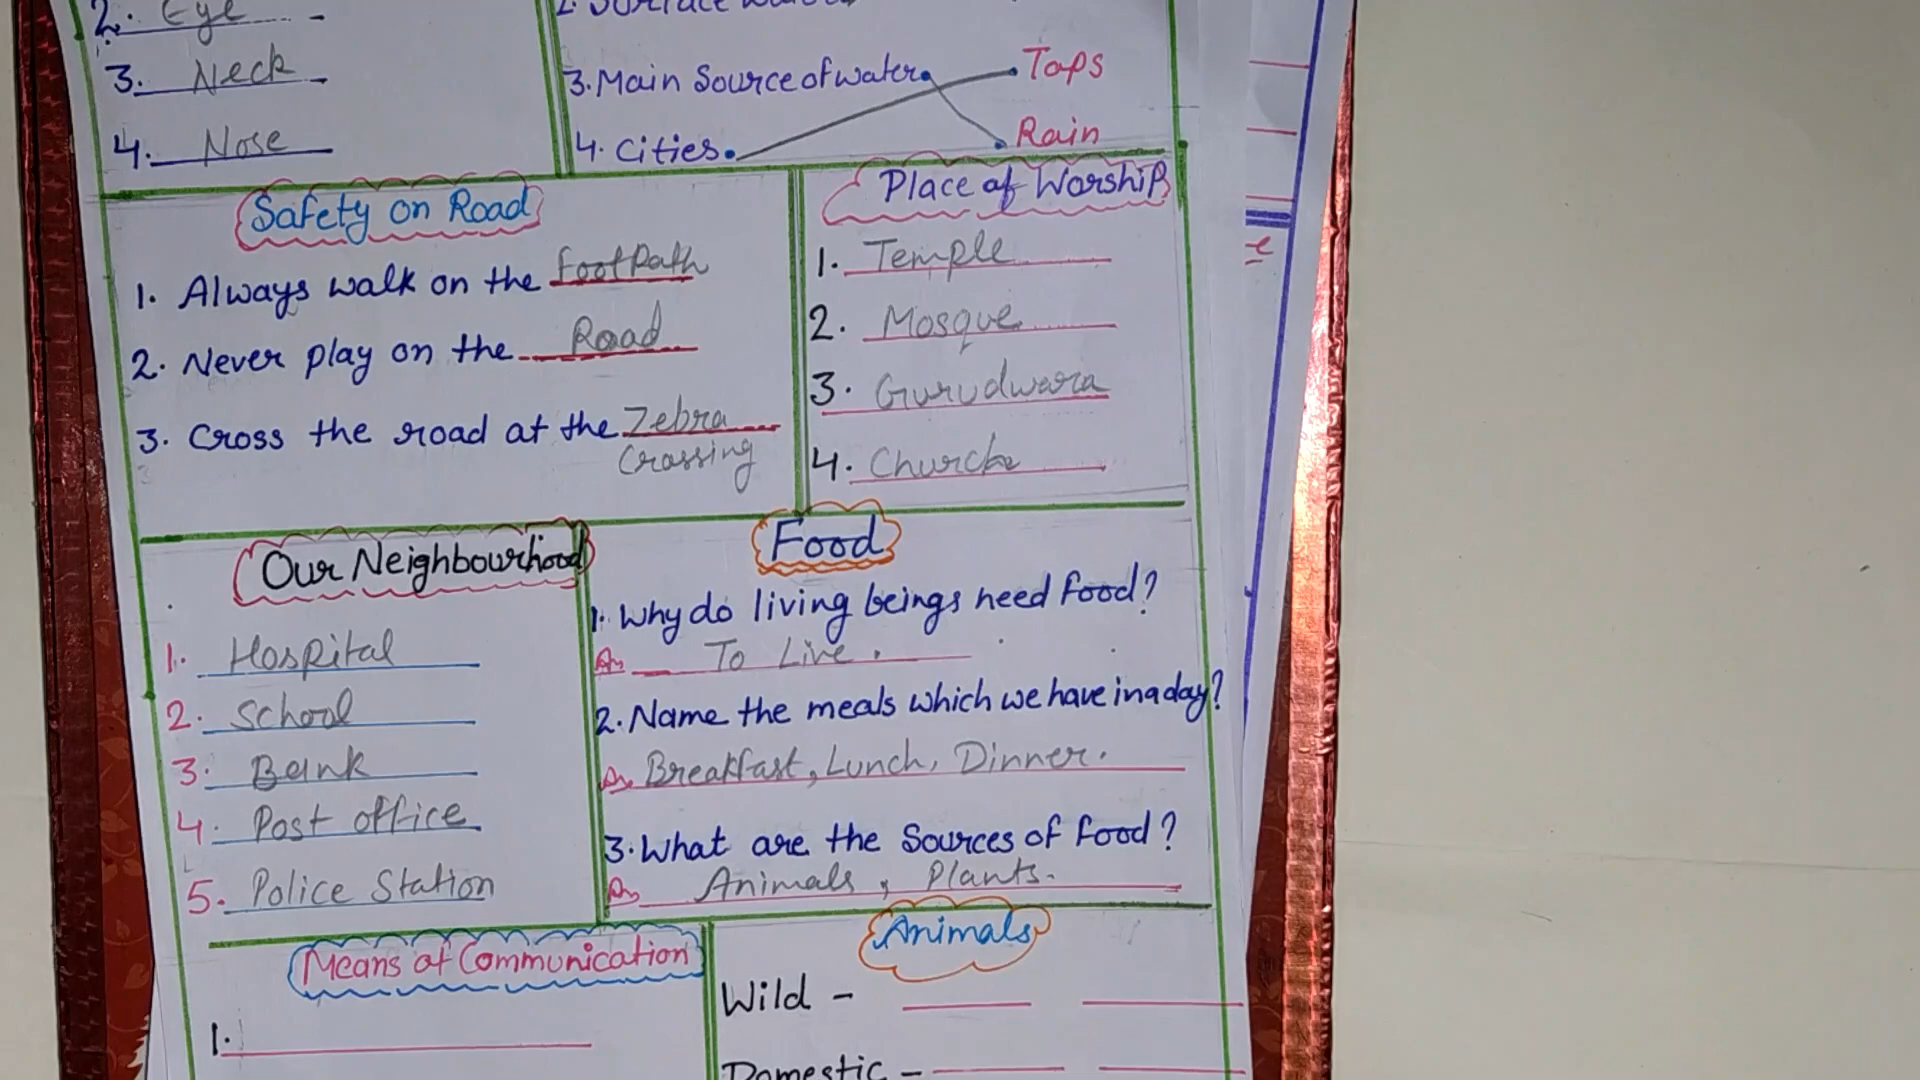 2. Eye
3. Neck
4. Nose
3. Main Source of water
Taps
4. Cities
Rain
Safety on Road
1. Always walk on the FootPath
2. Never play on the Road
3. Cross the road at the Zebra
Crossing
Place of Worship
1. Temple
2. Mosque
3. Gurudwara
4. Church
Our Neighbourhood
1. Hospital
2. School
3. Bank
4. Post office
5. Police Station
Food
1. Why do living beings need food?
An To Live.
2. Name the meals which we have in a day?
An Breakfast, Lunch, Dinner.
3. What are the Sources of food?
An Animals, Plants.
Means of Communication
1.
Animals
Wild -
Domestic -